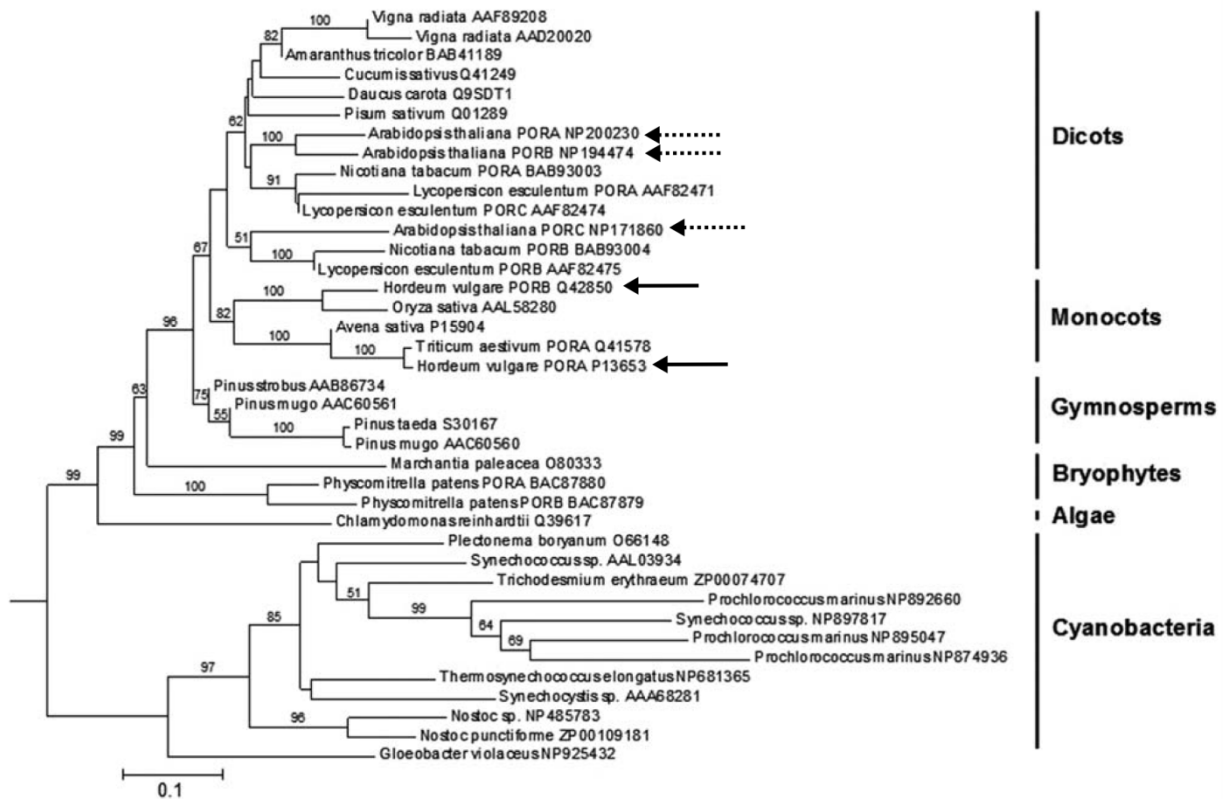 100
Vigna radiata AAF89208
82
Vigna radiata AAD20020
Amaranthus tricolor BAB41189
Cucumis sativus Q41249
Daucus carota Q9SDT1
Pisum sativum Q01289
62
100
Arabidopsis thaliana PORA NP200230
Arabidopsis thaliana PORB NP194474
Dicots
91
Nicotiana tabacum PORA BAB93003
Lycopersicon esculentum PORA AAF82471
Lycopersicon esculentum PORC AAF82474
51
Arabidopsis thaliana PORC NP171860
67
100
Nicotiana tabacum PORB BAB93004
Lycopersicon esculentum PORB AAF82475
100
Hordeum vulgare PORB Q42850
82
Oryza sativa AAL58280
96
100
Avena sativa P15904
Monocots
100
Triticum aestivum PORA Q41578
Hordeum vulgare PORA P13653
63
75
Pinus strobus AAB86734
55
Pinus mugo AAC60561
Gymnosperms
100
Pinus taeda S30167
Pinus mugo AAC60560
99
Marchantia paleacea O80333
99
100
Physcomitrella patens PORA BAC87880
Bryophytes
Physcomitrella patens PORB BAC87879
Chlamydomonas reinhardtii Q39617
Algae
Plectonema boryanum O66148
Synechococcus sp. AAL03934
51
Trichodesmium erythraeum ZP00074707
99
Prochlorococcus marinus NP892660
85
64
Synechococcus sp. NP897817
Cyanobacteria
69
Prochlorococcus marinus NP895047
Prochlorococcus marinus NP874936
97
Thermosynechococcus elongatus NP681365
Synechocystis sp. AAA68281
96
Nostoc sp. NP485783
Nostoc punctiforme ZP00109181
Gloeobacter violaceus NP925432
0.1